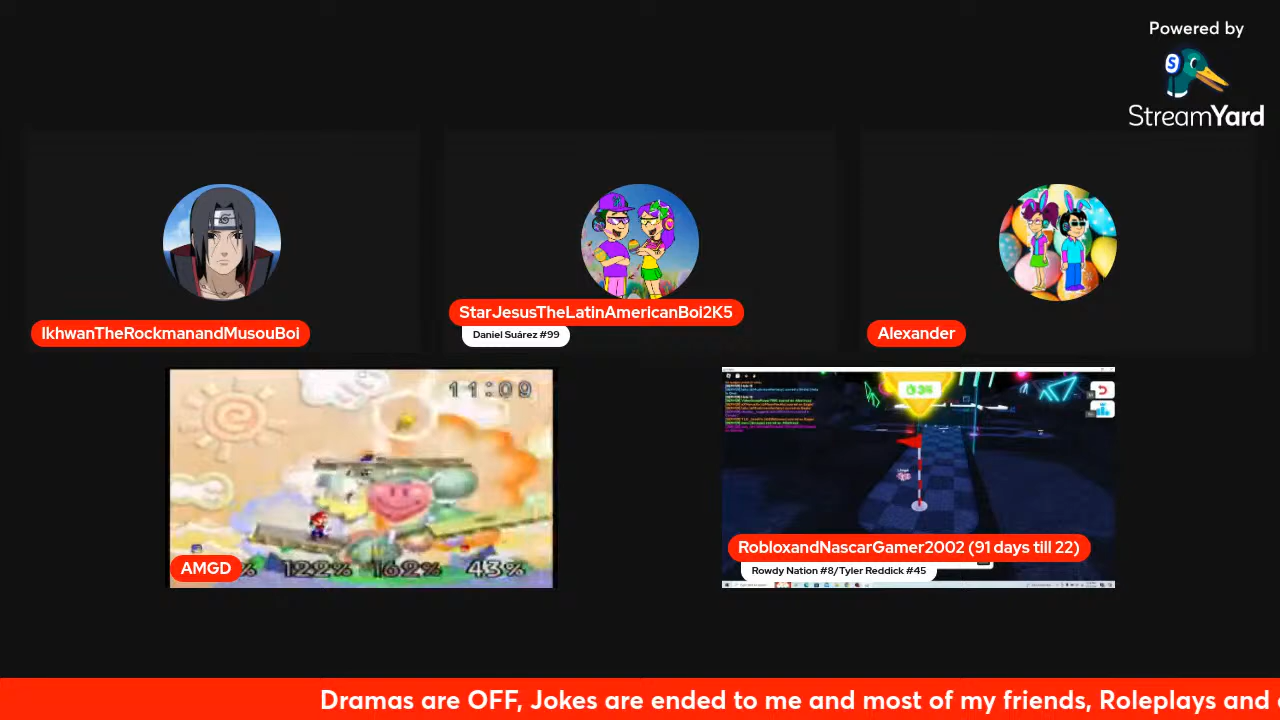 Powered by
S
StreamYard
IkhwanTheRockmanandMusouBoi
StarJesusTheLatinAmericanBoi2K5
Daniel Suárez #99
Alexander
11:09
AMGD
% 122% 162% 43%
0:35
RobloxandNascarGamer2002 (91 days till 22)
Rowdy Nation #8/Tyler Reddick #45
Dramas are OFF, Jokes are ended to me and most of my friends, Roleplays and